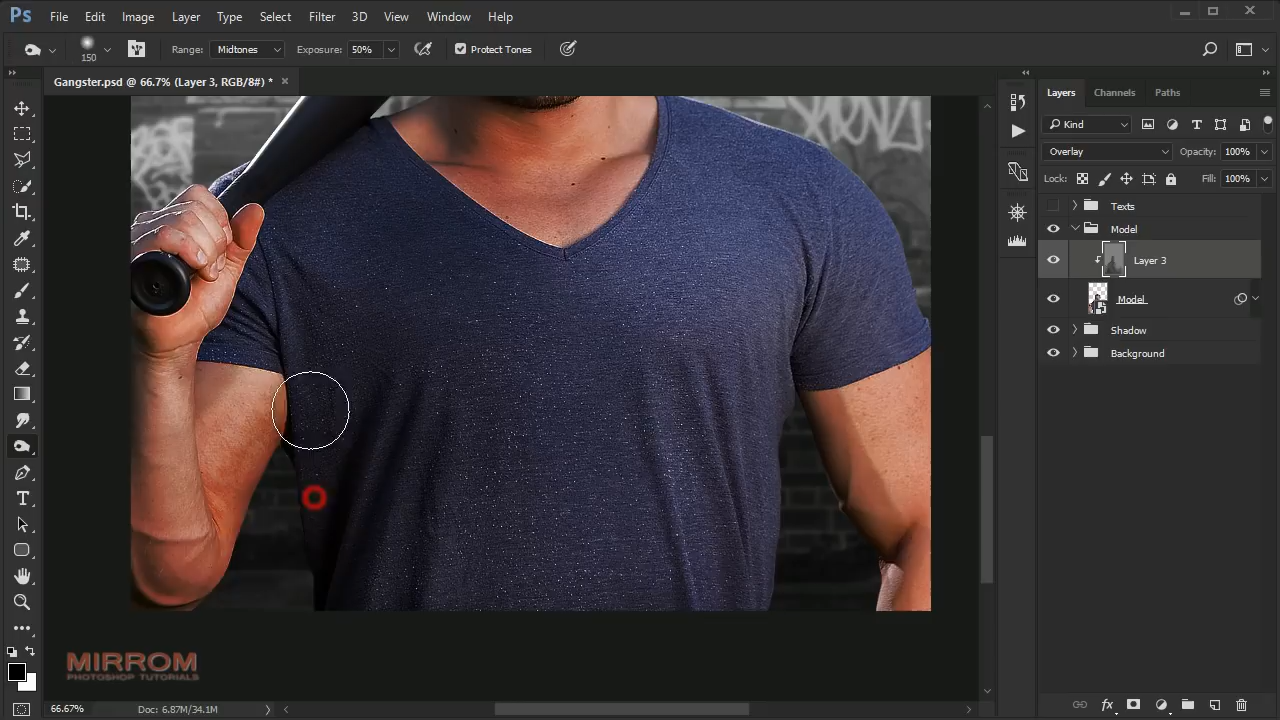 Ps File Edit Image Layer Type Select Filter 3D View Window Help
150 Range: Midtones Exposure: 50% Protect Tones
Gangster.psd @ 66.7% (Layer 3, RGB/8#) * ×
Layers Channels Paths
Kind
Overlay Opacity: 100%
Lock: Fill: 100%
Texts
Model
Layer 3
Model
Shadow
Background
MIRROM
PHOTOSHOP TUTORIALS
66.67% Doc: 6.87M/34.1M